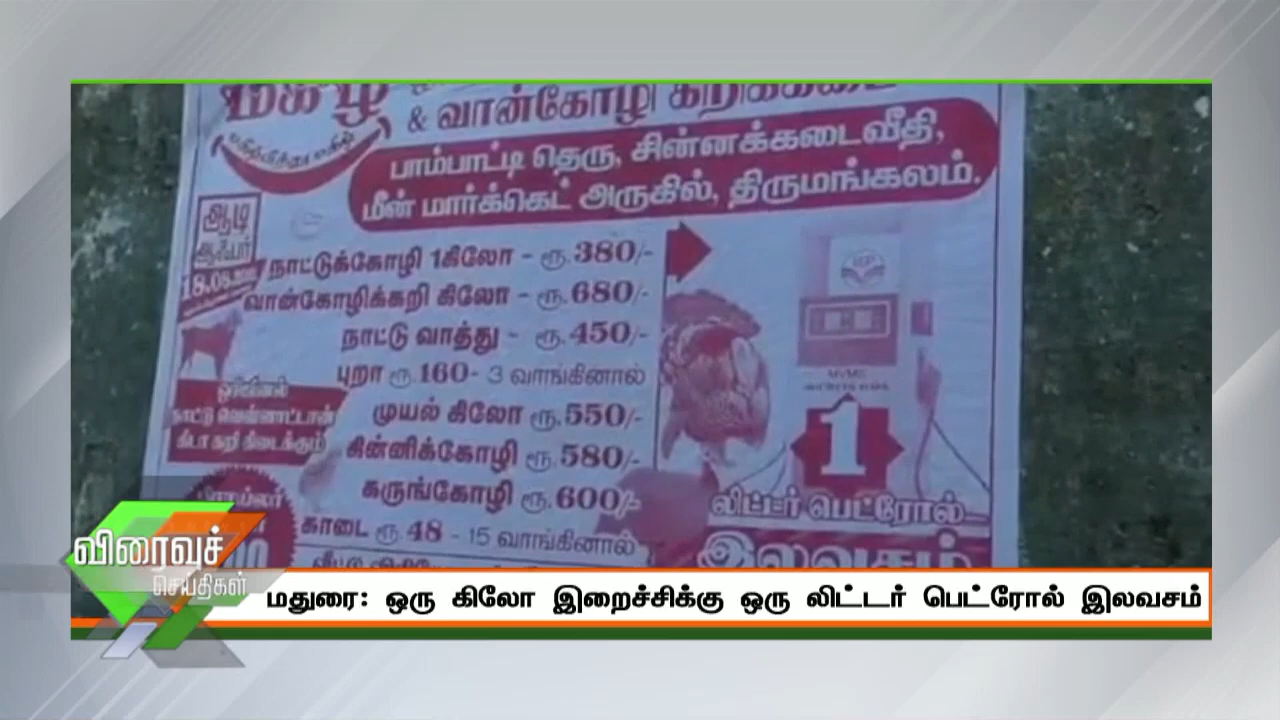 & வான்கோழி
பாம்பாட்டி தெரு, சின்னக்கடைவீதி,
மீன் மார்க்கெட் அருகில், திருமங்கலம்.
ஆடி
ஆஃபர்
நாட்டுக்கோழி 1கிலோ - ரூ.380/-
வான்கோழிக்கறி கிலோ - ரூ.680/-
நாட்டு வாத்து - ரூ.450/-
புறா ரூ.160- 3 வாங்கினால்
முயல் கிலோ ரூ.550/-
கின்னிக்கோழி ரூ.580/-
கருங்கோழி ரூ.600/-
காடை ரூ 48 - 15 வாங்கினால்
நாட்டு வெள்ளாட்டான்
கிடா கறி கிடைக்கும்
1
லிட்டர் பெட்ரோல்
இலவசம்
விரைவுச்
செய்திகள்
மதுரை: ஒரு கிலோ இறைச்சிக்கு ஒரு லிட்டர் பெட்ரோல் இலவசம்